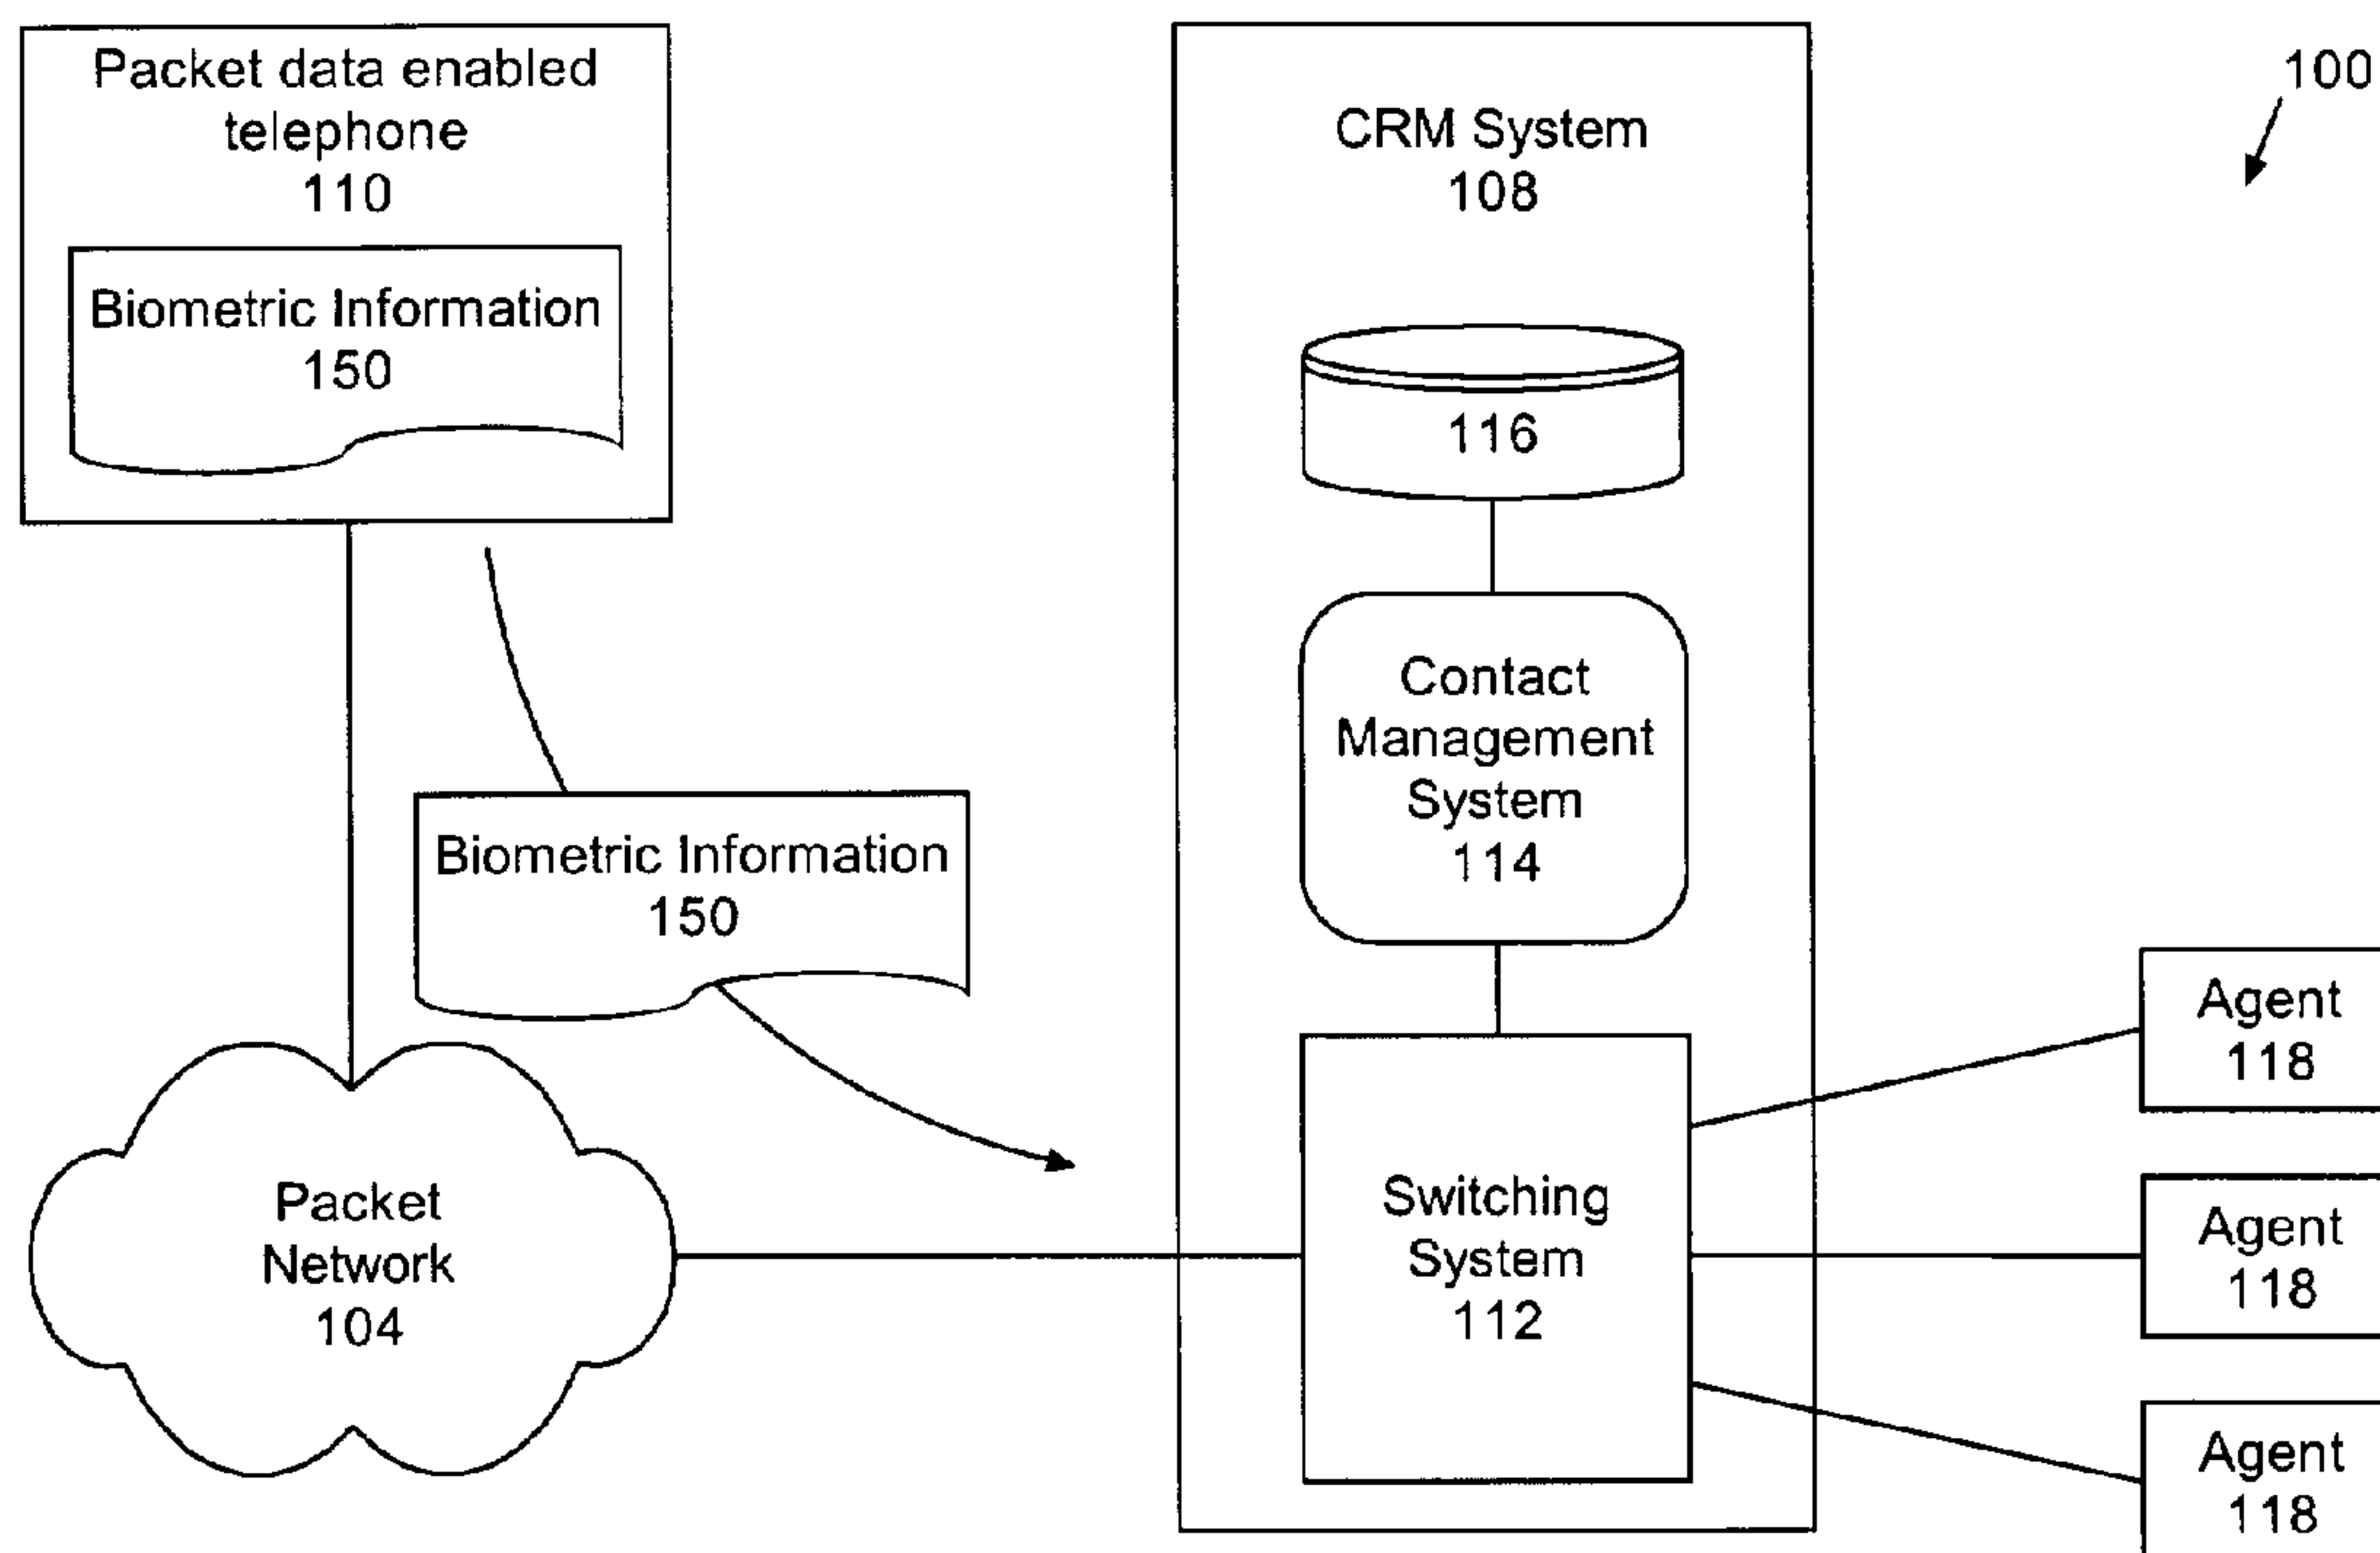 Packet data enabled
telephone
110
Biometric Information
150
Biometric Information
150
Packet
Network
104
CRM System
108
116
Contact
Management
System
114
Switching
System
112
100
Agent
118
Agent
118
Agent
118